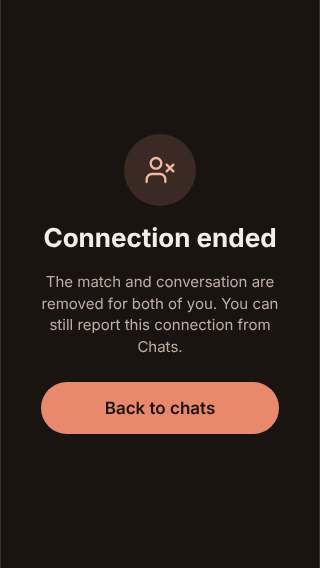 Connection ended
The match and conversation are
removed for both of you. You can
still report this connection from
Chats.
Back to chats